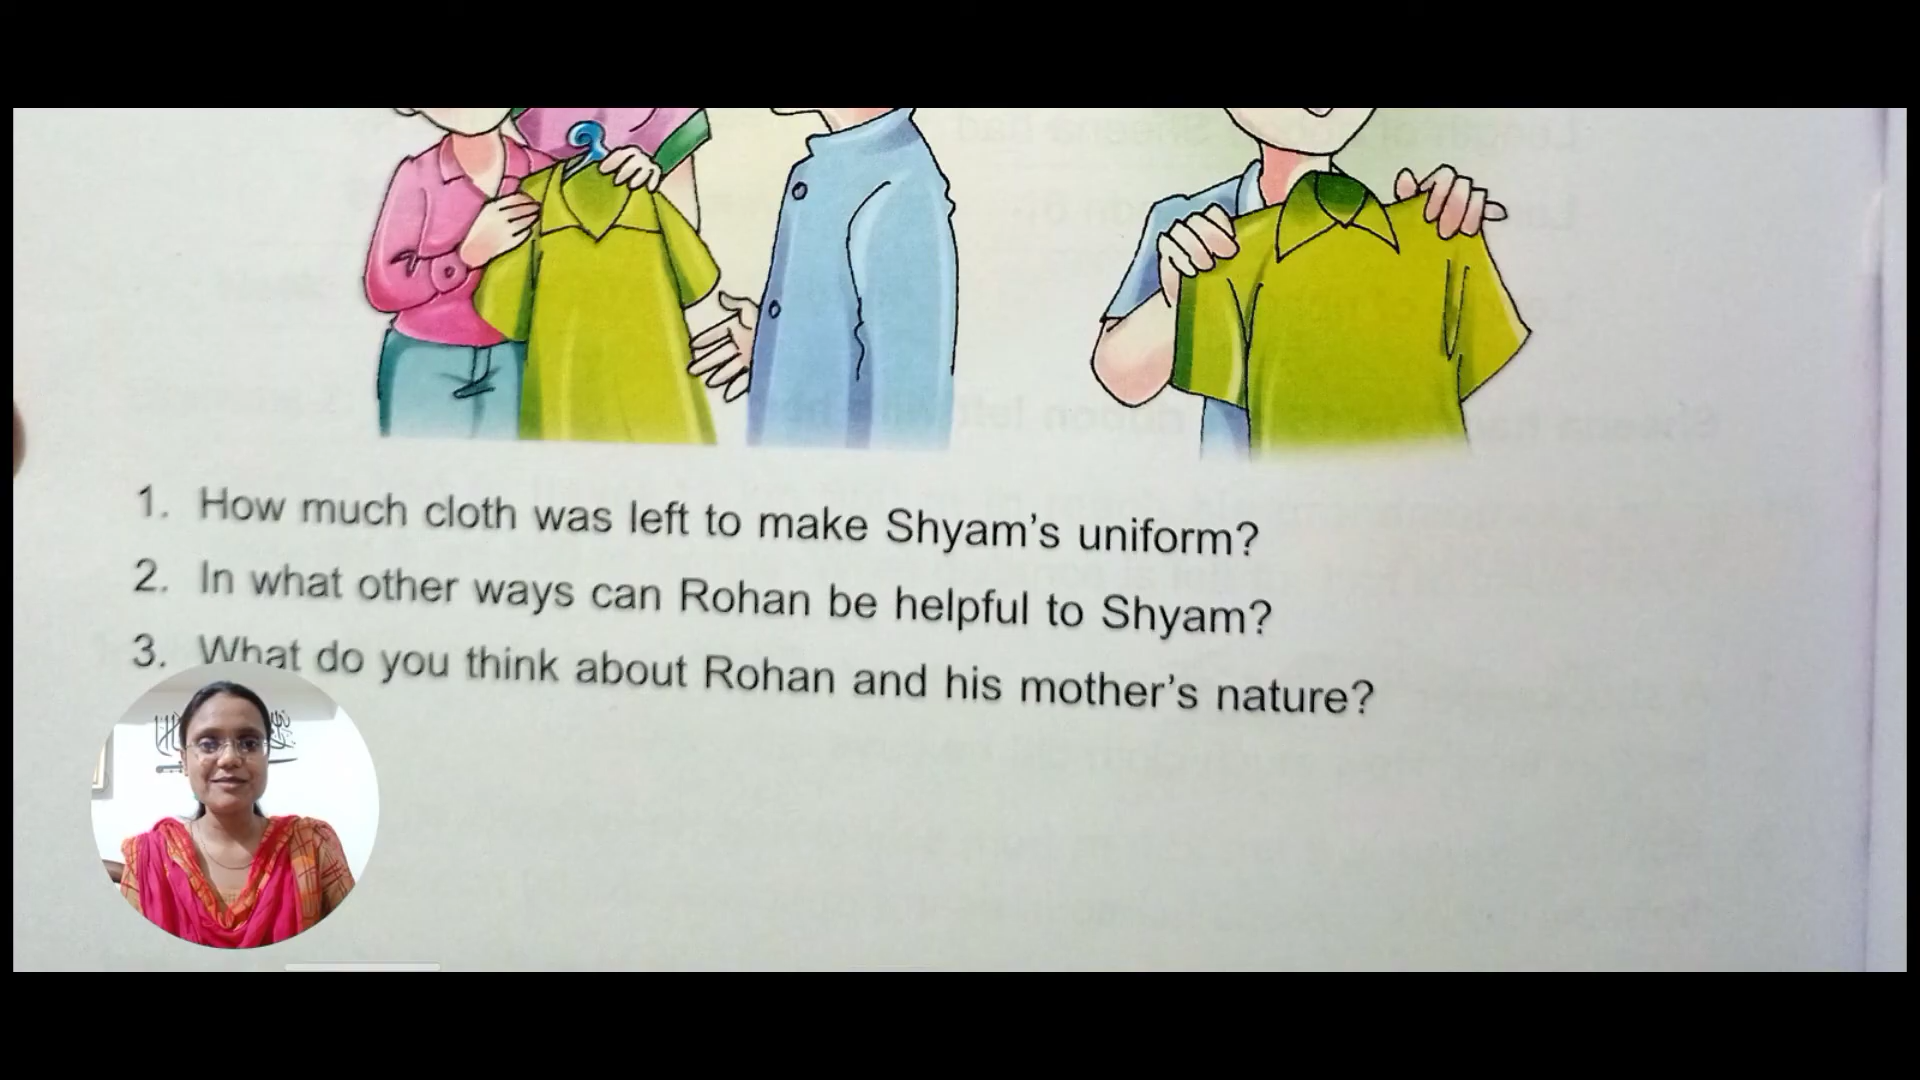 1. How much cloth was left to make Shyam's uniform?
2. In what other ways can Rohan be helpful to Shyam?
3. What do you think about Rohan and his mother's nature?